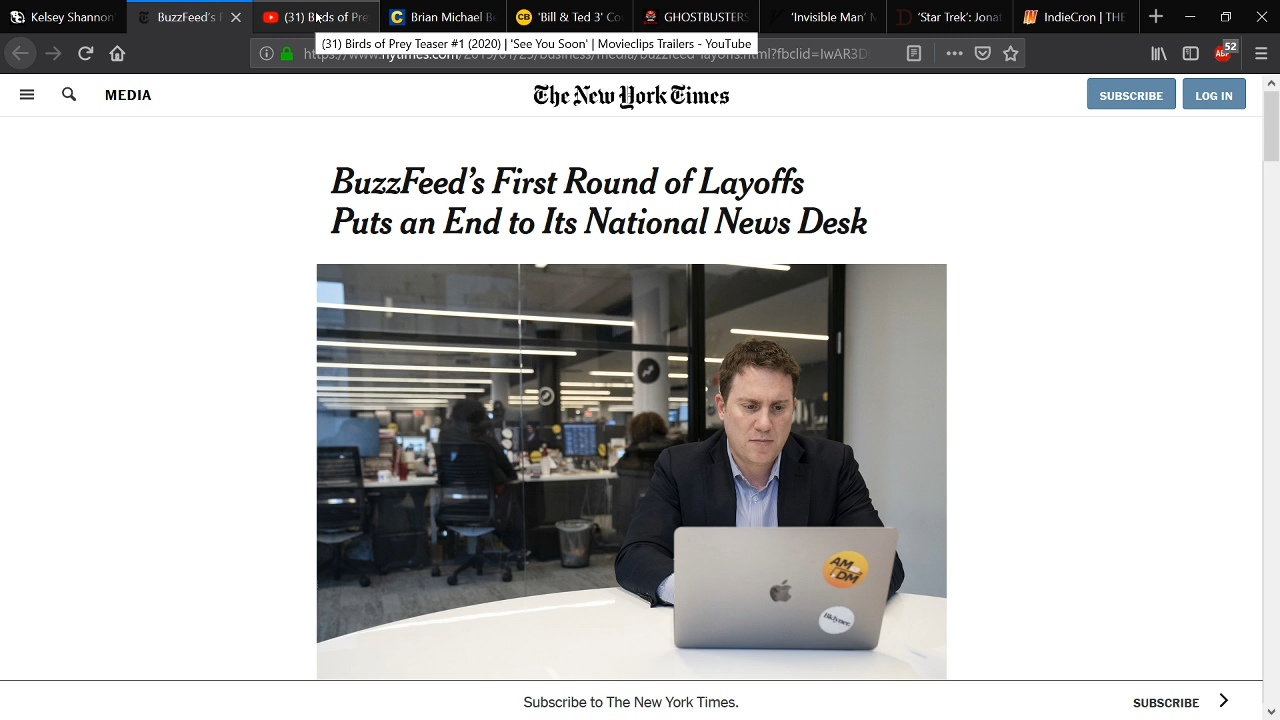 Kelsey Shannon
BuzzFeed's
(31) Birds of Pre
Brian Michael B
'Bill & Ted 3' Co
GHOSTBUSTERS
'Invisible Man' M
'Star Trek' Jonat
IndieCron | THE
(31) Birds of Prey Teaser #1 (2020) | 'See You Soon' | Movieclips Trailers - YouTube
ABP
52
MEDIA
The New York Times
SUBSCRIBE
LOG IN
BuzzFeed's First Round of Layoffs
Puts an End to Its National News Desk
AM
DM
Subscribe to The New York Times.
SUBSCRIBE